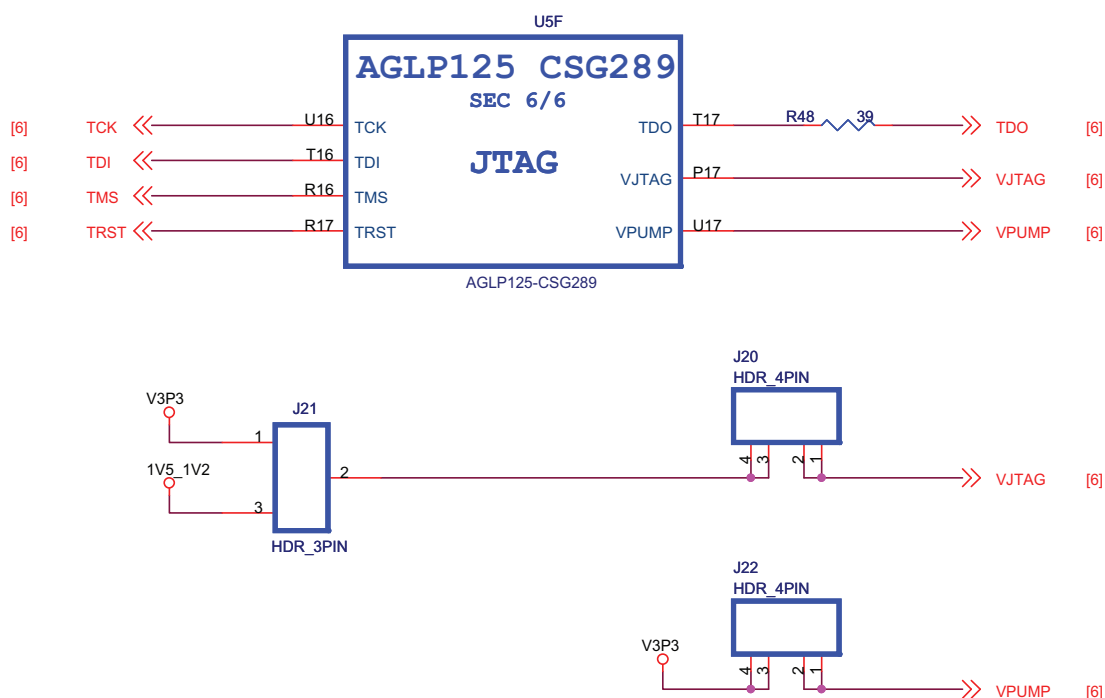 U5F
AGLP125 CSG289
SEC 6/6
JTAG
[6] TCK U16 TCK TDO T17 R48 39 TDO [6]
[6] TDI T16 TDI
VJTAG P17 VJTAG [6]
[6] TMS R16 TMS
[6] TRST R17 TRST VPUMP U17 VPUMP [6]
AGLP125-CSG289
J20
HDR_4PIN
V3P3
J21
1
4 3 2 1
1V5_1V2
2
VJTAG [6]
3
HDR_3PIN
J22
HDR_4PIN
V3P3
4 3 2 1
VPUMP [6]